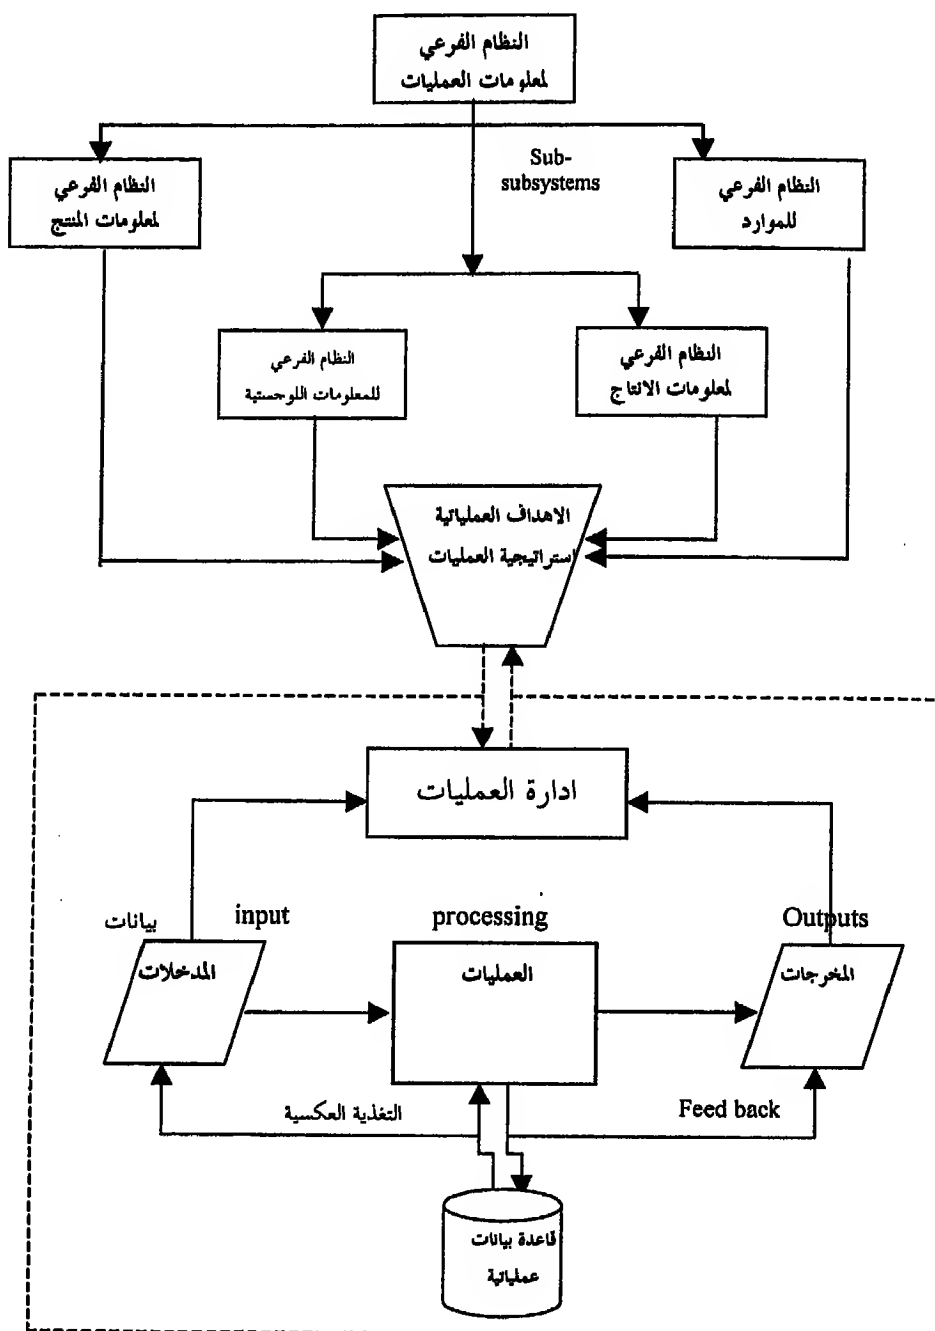 النظام الفرعي
لمعلومات العمليات
Sub-
subsystems
النظام الفرعي
للموارد
النظام الفرعي
لمعلومات المنتج
النظام الفرعي
لمعلومات الانتاج
النظام الفرعي
للمعلومات اللوجستية
الاهداف العملياتية
استراتيجية العمليات
ادارة العمليات
بيانات
input
processing
Outputs
المدخلات
العمليات
المخرجات
التغذية العكسية
Feed back
قاعدة بيانات
عملياتية